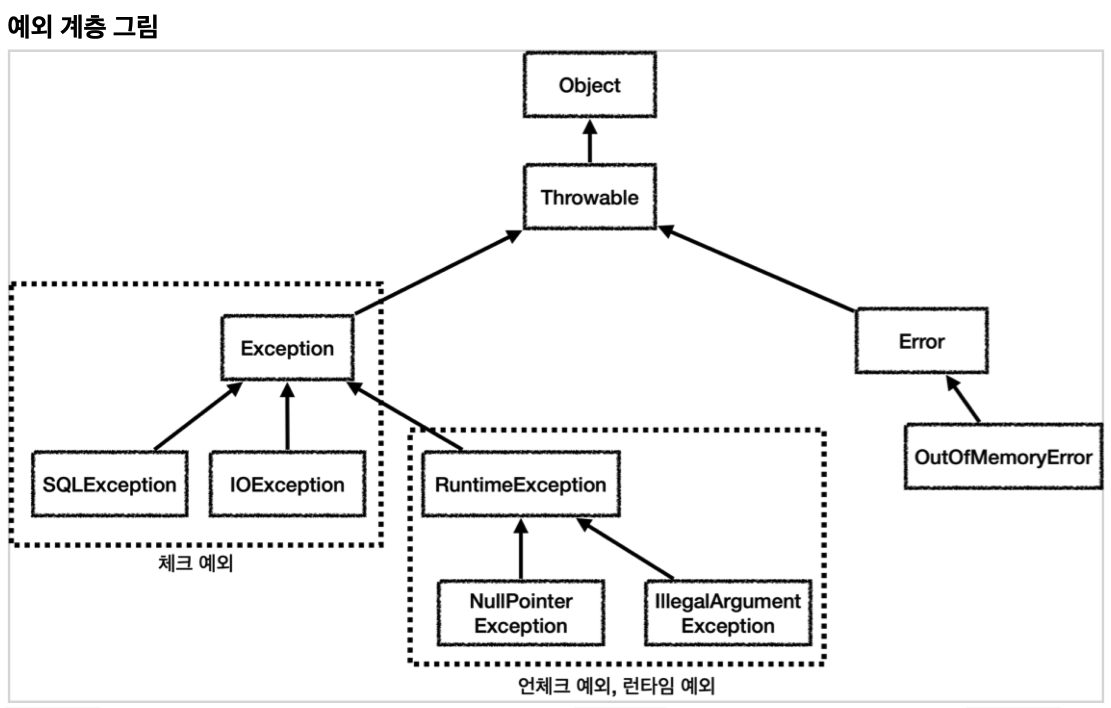 예외 계층 그림
Object
Throwable
Exception
Error
SQLException
IOException
RuntimeException
OutOfMemoryError
체크 예외
NullPointer
Exception
IllegalArgument
Exception
언체크 예외, 런타임 예외